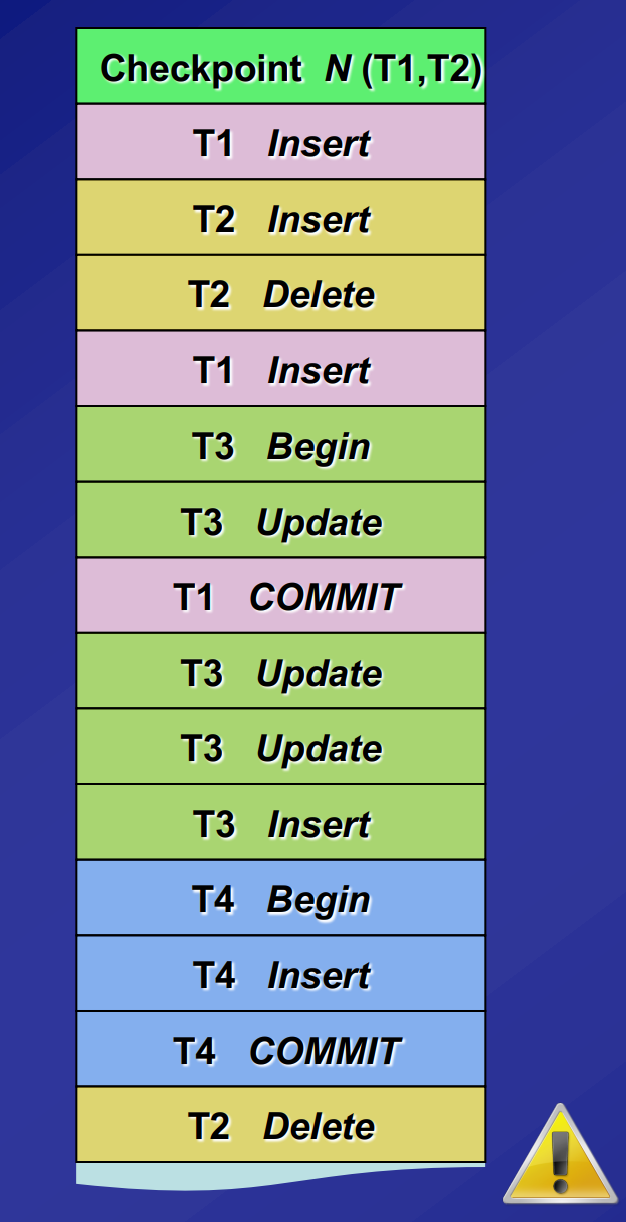 Checkpoint N (T1,T2)
T1 Insert
T2 Insert
T2 Delete
T1 Insert
T3 Begin
T3 Update
T1 COMMIT
T3 Update
T3 Update
T3 Insert
T4 Begin
T4 Insert
T4 COMMIT
T2 Delete